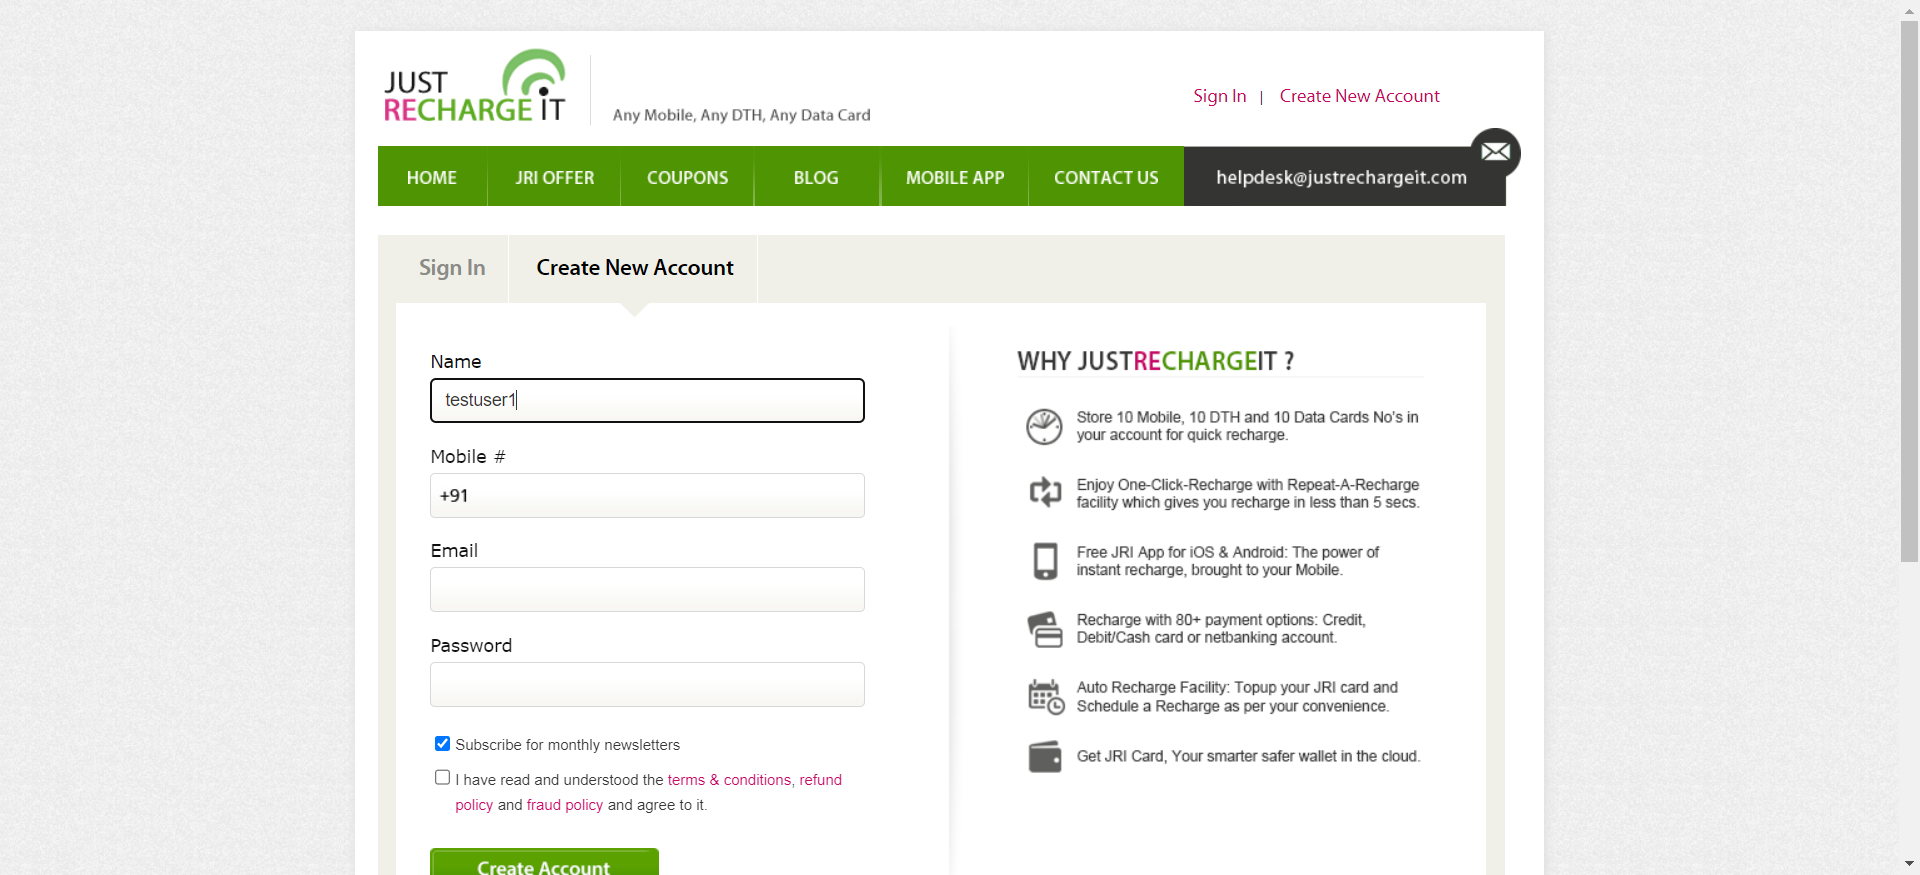 JUST
RECHARGE IT
Any Mobile, Any DTH, Any Data Card
Sign In | Create New Account
HOME JRI OFFER COUPONS BLOG MOBILE APP CONTACT US helpdesk@justrechargeit.com
Sign In Create New Account
Name
testuser1
Mobile #
+91
Email
Password
Subscribe for monthly newsletters
I have read and understood the terms & conditions, refund
policy and fraud policy and agree to it.
Create Account
WHY JUSTRECHARGEIT ?
Store 10 Mobile, 10 DTH and 10 Data Cards No's in
your account for quick recharge.
Enjoy One-Click-Recharge with Repeat-A-Recharge
facility which gives you recharge in less than 5 secs.
Free JRI App for iOS & Android: The power of
instant recharge, brought to your Mobile.
Recharge with 80+ payment options: Credit,
Debit/Cash card or netbanking account.
Auto Recharge Facility: Topup your JRI card and
Schedule a Recharge as per your convenience.
Get JRI Card, Your smarter safer wallet in the cloud.